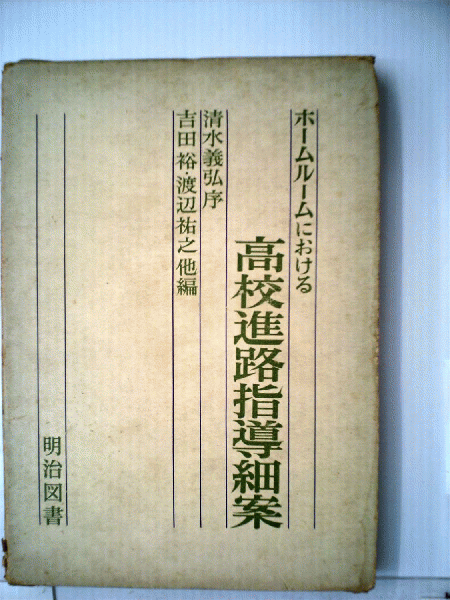 ホームルームにおける
高校進路指導細案
清水義弘序
吉田 裕・渡辺祐之他編
明治図書